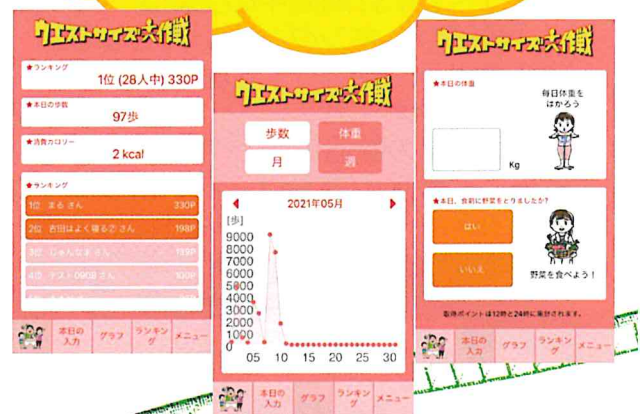 ウエストサイズ大作戦
★ランキング
1位 (28人中) 330P
★本日の歩数
97歩
★消費カロリー
2 kcal
★ランキング
1位 まる さん 330P
2位 吉田はよく寝る② さん 198P
3位 じゅんなま さん
4位 テスト0908 さん 100P
本日の入力 グラフ ランキング メニュー
ウエストサイズ大作戦
歩数 体重
月 週
2021年05月
[歩]
9000
8000
7000
6000
5000
4000
3000
2000
1000
0
05 10 15 20 25 30
本日の入力 グラフ ランキング メニュー
ウエストサイズ大作戦
★本日の体重
毎日体重を
はかろう
Kg
★本日、食前に野菜をとりましたか?
はい
いいえ
野菜を食べよう!
取得ポイントは12時と24時に集計されます。
本日の入力 グラフ ランキング メニュー